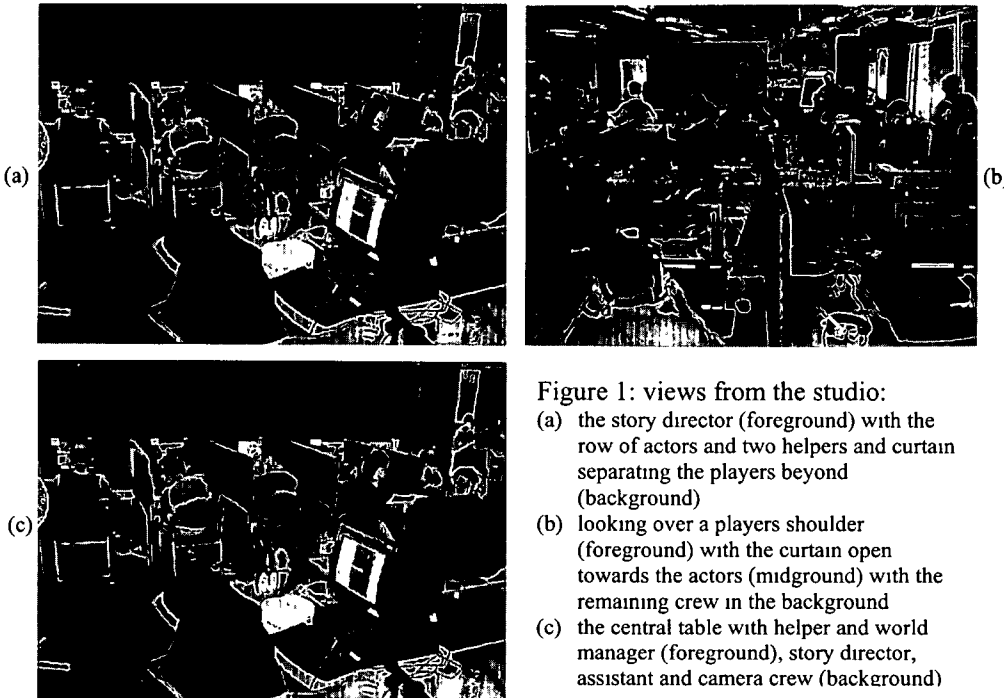 (a)
(b
(c)
Figure 1: views from the studio:
(a) the story director (foreground) with the
row of actors and two helpers and curtain
separating the players beyond
(background)
(b) looking over a players shoulder
(foreground) with the curtain open
towards the actors (midground) with the
remaining crew in the background
(c) the central table with helper and world
manager (foreground), story director,
assistant and camera crew (background)